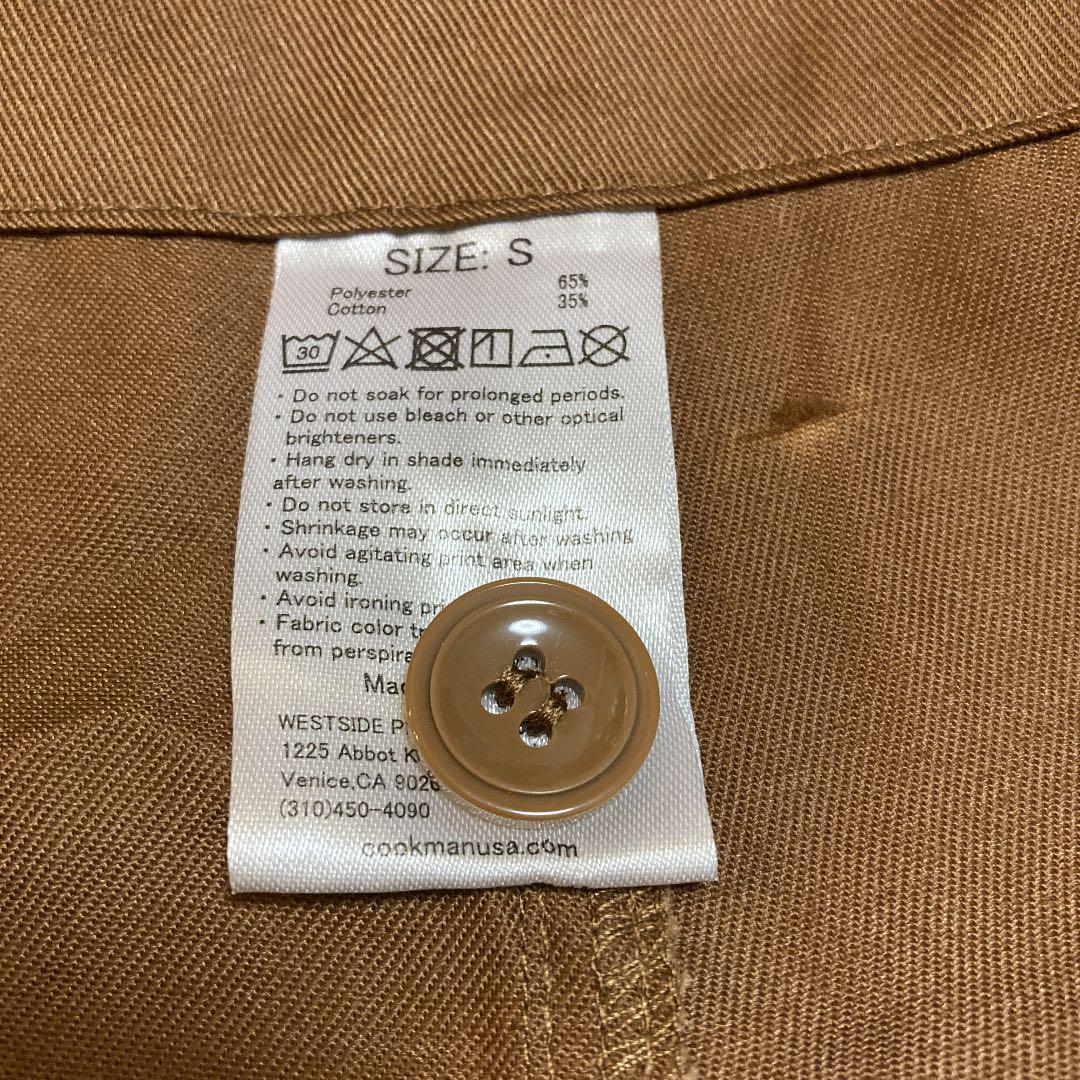 SIZE: S
Polyester 65%
Cotton 35%
30
· Do not soak for prolonged periods.
· Do not use bleach or other optical
brighteners.
· Hang dry in shade immediately
after washing.
· Do not store in direct sunlight.
· Shrinkage may occur after washing
· Avoid agitating print area when
washing.
· Avoid ironing
· Fabric color
from
WESTSIDE
1225 Abbot
Venice,CA
(310)450-4090
cookmanusa.com